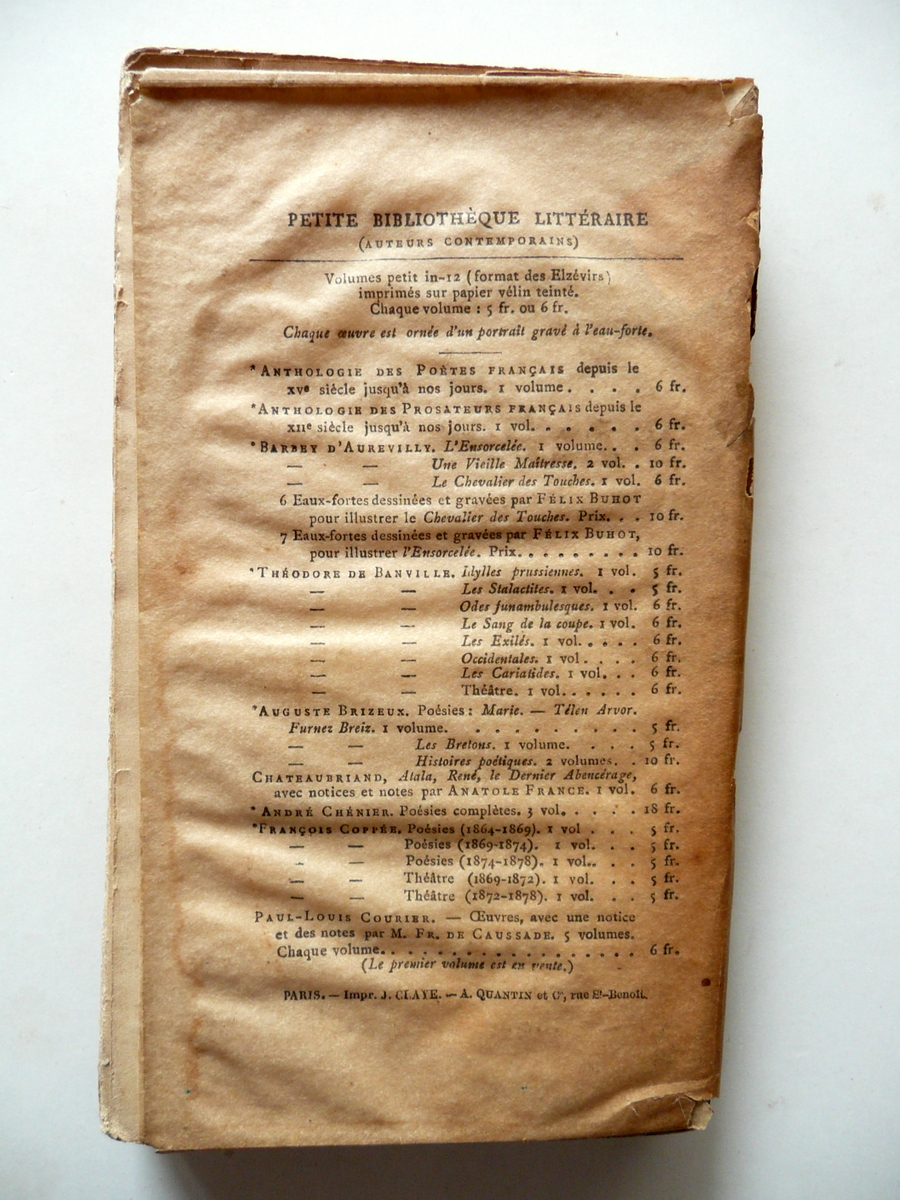 PETITE BIBLIOTHÈQUE LITTÉRAIRE
(AUTEURS CONTEMPORAINS)
Volumes petit in-12 (format des Elzévirs)
imprimés sur papier vélin teinté.
Chaque volume : 5 fr. ou 6 fr.
Chaque œuvre est ornée d'un portrait gravé à l'eau-forte.
*ANTHOLOGIE DES POËTES FRANÇAIS depuis le
XVe siècle jusqu'à nos jours. 1 volume . . . . 6 fr.
*ANTHOLOGIE DES PROSATEURS FRANÇAIS depuis le
XIIe siècle jusqu'à nos jours. 1 vol. . . . . . 6 fr.
*BARBEY D'AUREVILLY. L'Ensorcelée. 1 volume. . . 6 fr.
— — Une Vieille Maîtresse. 2 vol. . 10 fr.
— — Le Chevalier des Touches. 1 vol. 6 fr.
6 Eaux-fortes dessinées et gravées par FÉLIX BUHOT
pour illustrer le Chevalier des Touches. Prix. . . 10 fr.
7 Eaux-fortes dessinées et gravées par FÉLIX BUHOT,
pour illustrer l'Ensorcelée. Prix. . . . . . . . . 10 fr.
*THÉODORE DE BANVILLE. Idylles prussiennes. 1 vol. 5 fr.
— — Les Stalactites. 1 vol. . . 5 fr.
— — Odes funambulesques. 1 vol. 6 fr.
— — Le Sang de la coupe. 1 vol. 6 fr.
— — Les Exilés. 1 vol. . . . . 6 fr.
— — Occidentales. 1 vol . . . . 6 fr.
— — Les Cariatides. 1 vol. . . 6 fr.
— — Théâtre. 1 vol. . . . . . 6 fr.
*AUGUSTE BRIZEUX. Poésies : Marie. — Télen Arvor.
Furnez Breiz. 1 volume. . . . . . . . . . 5 fr.
— — Les Bretons. 1 volume. . . . 5 fr.
— — Histoires poétiques. 2 volumes. . 10 fr.
CHATEAUBRIAND, Atala, René, le Dernier Abencérage,
avec notices et notes par ANATOLE FRANCE. 1 vol. 6 fr.
*ANDRÉ CHÉNIER. Poésies complètes. 3 vol. . . . . 18 fr.
*FRANÇOIS COPPÉE. Poésies (1864-1869). 1 vol . . . 5 fr.
— — Poésies (1869-1874). 1 vol. . . 5 fr.
— — Poésies (1874-1878). 1 vol. . . 5 fr.
— — Théâtre (1869-1872). 1 vol. . . 5 fr.
— — Théâtre (1872-1878). 1 vol. . . 5 fr.
PAUL-LOUIS COURIER. — Œuvres, avec une notice
et des notes par M. FR. DE CAUSSADE. 5 volumes.
Chaque volume. . . . . . . . . . . . . . . . 6 fr.
(Le premier volume est en vente.)
PARIS. — Impr. J. CLAYE. — A. QUANTIN et Cie, rue St-Benoît.